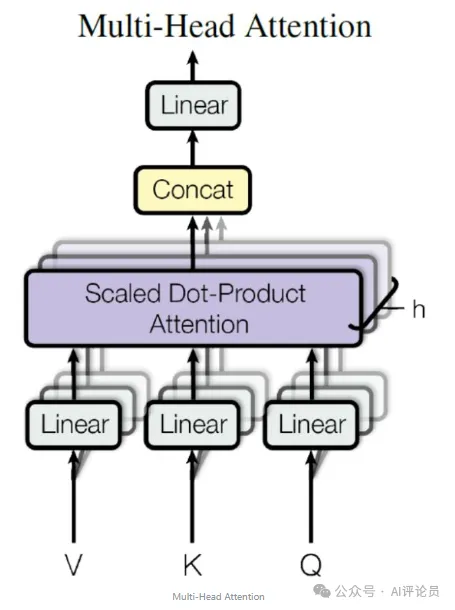 Multi-Head Attention
Linear
Concat
Scaled Dot-Product
Attention
h
Linear
Linear
Linear
V
K
Q
Multi-Head Attention
公众号 · AI评论员